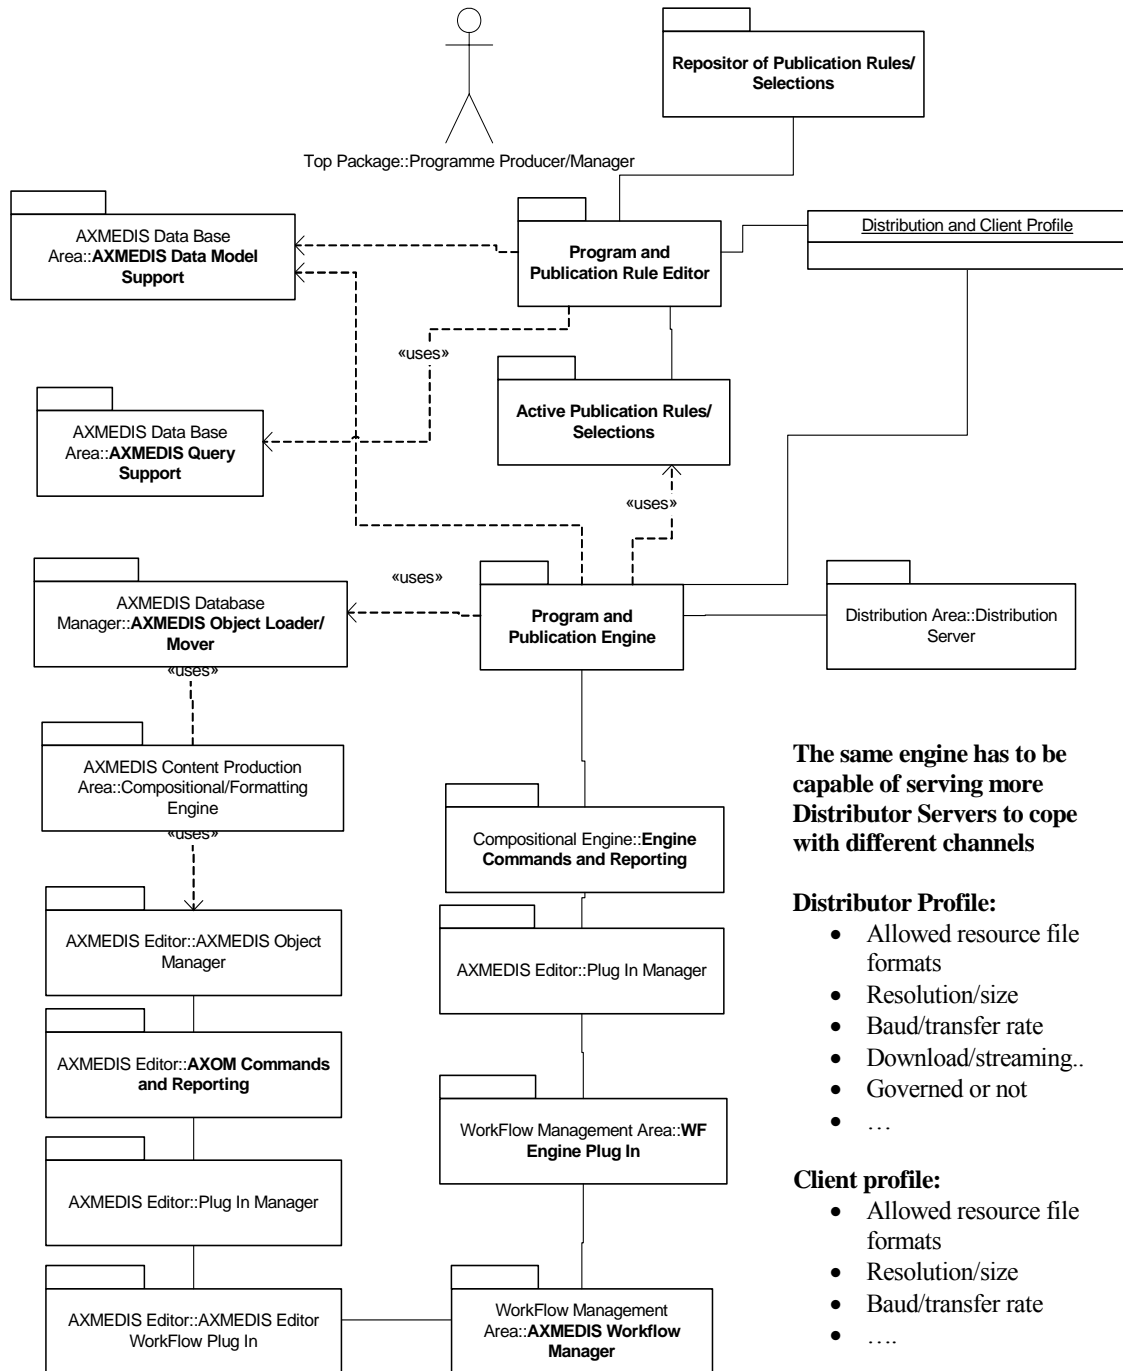 Repositor of Publication Rules/
Selections
Top Package::Programme Producer/Manager
AXMEDIS Data Base
Area::AXMEDIS Data Model
Support
Program and
Publication Rule Editor
Distribution and Client Profile
«uses»
AXMEDIS Data Base
Area::AXMEDIS Query
Support
Active Publication Rules/
Selections
«uses»
«uses»
AXMEDIS Database
Manager::AXMEDIS Object Loader/
Mover
Program and
Publication Engine
Distribution Area::Distribution
Server
«uses»
AXMEDIS Content Production
Area::Compositional/Formatting
Engine
«uses»
AXMEDIS Editor::AXMEDIS Object
Manager
AXMEDIS Editor::AXOM Commands
and Reporting
AXMEDIS Editor::Plug In Manager
AXMEDIS Editor::AXMEDIS Editor
WorkFlow Plug In
Compositional Engine::Engine
Commands and Reporting
AXMEDIS Editor::Plug In Manager
WorkFlow Management Area::WF
Engine Plug In
WorkFlow Management
Area::AXMEDIS Workflow
Manager
The same engine has to be
capable of serving more
Distributor Servers to cope
with different channels
Distributor Profile:
• Allowed resource file
formats
• Resolution/size
• Baud/transfer rate
• Download/streaming..
• Governed or not
• …
Client profile:
• Allowed resource file
formats
• Resolution/size
• Baud/transfer rate
• ….